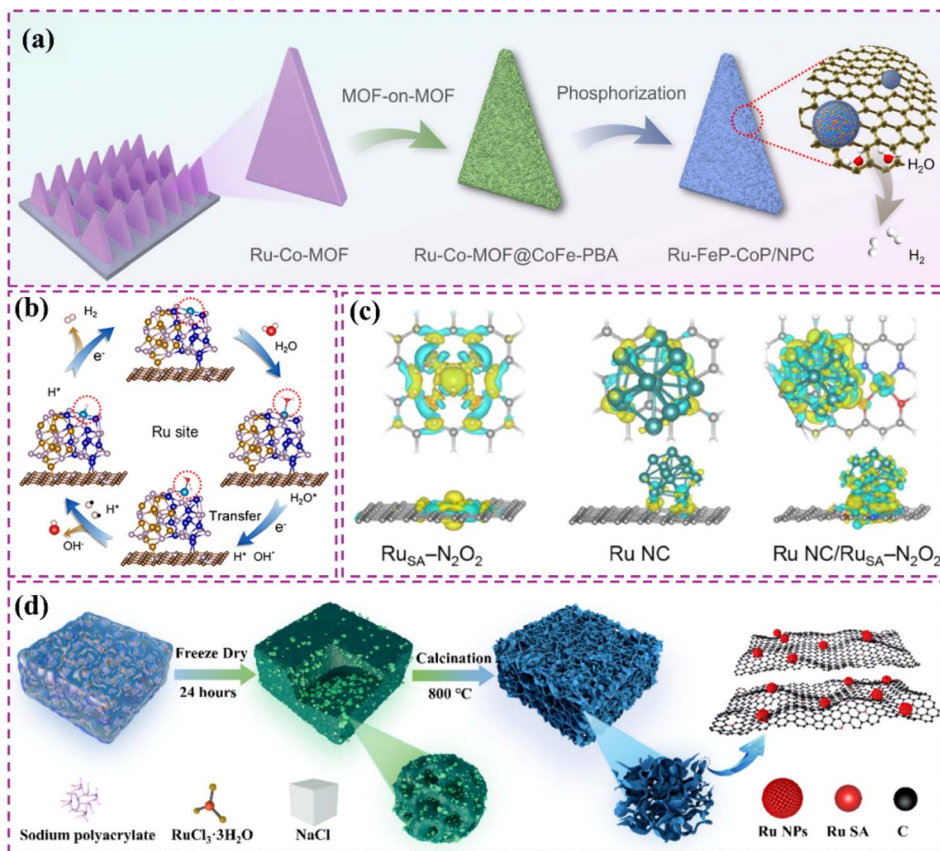 (a)
MOF-on-MOF
Phosphorization
H₂O
H₂
Ru-Co-MOF
Ru-Co-MOF@CoFe-PBA
Ru-FeP-CoP/NPC
(b)
H₂
e⁻
H₂O
H*
Ru site
H₂O*
Transfer
e⁻
H*
OH⁻
H* OH⁻
(c)
Ru_SA–N₂O₂
Ru NC
Ru NC/Ru_SA–N₂O₂
(d)
Freeze Dry
24 hours
Calcination
800 °C
Sodium polyacrylate
RuCl₃·3H₂O
NaCl
Ru NPs
Ru SA
C